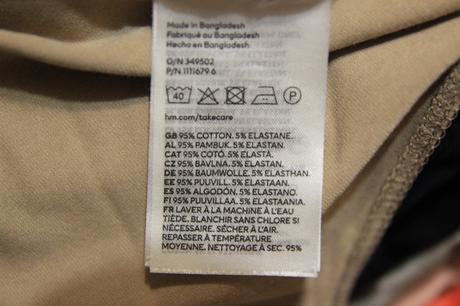 Made in Bangladesh
Fabriqué au Bangladesh
Hecho en Bangladesh
O/N 349502
P/N 1111679 6
40
P
hm.com/takecare
GB 95% COTTON. 5% ELASTANE.
AL 95% PAMBUK. 5% ELASTAN.
CAT 95% COTÓ. 5% ELASTÀ.
CZ 95% BAVLNA. 5% ELASTAN.
DE 95% BAUMWOLLE. 5% ELASTHAN.
EE 95% PUUVILL. 5% ELASTAAN.
ES 95% ALGODÓN. 5% ELASTANO.
FI 95% PUUVILLAA. 5% ELASTAANIA.
FR LAVER À LA MACHINE À L'EAU
TIÈDE. BLANCHIR SANS CHLORE SI
NÉCESSAIRE. SÉCHER À L'AIR.
REPASSER À TEMPÉRATURE
MOYENNE. NETTOYAGE À SEC. 95%